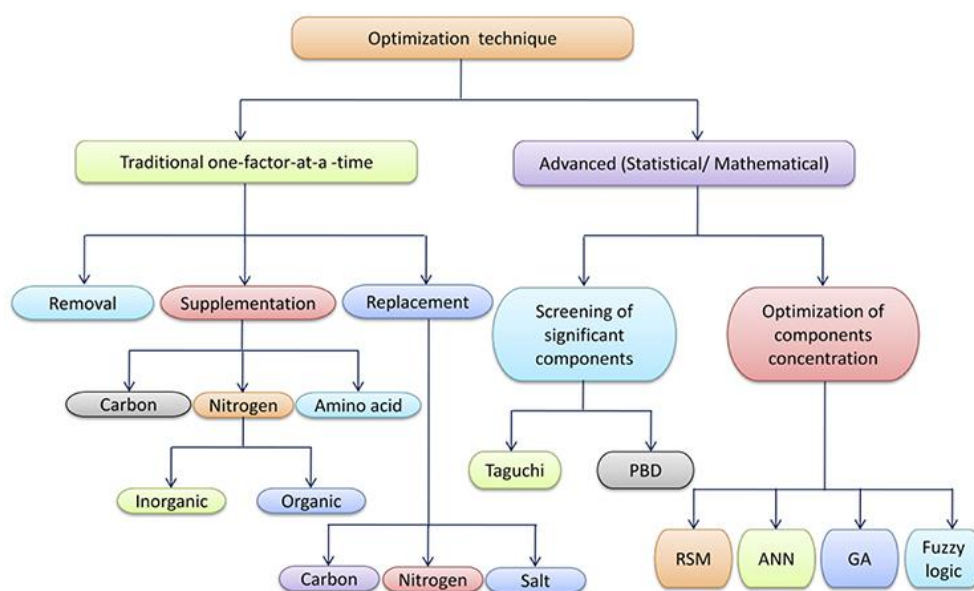 Optimization technique
Traditional one-factor-at-a -time
Advanced (Statistical/ Mathematical)
Removal
Supplementation
Replacement
Screening of
significant
components
Optimization of
components
concentration
Carbon
Nitrogen
Amino acid
Taguchi
PBD
Inorganic
Organic
RSM
ANN
GA
Fuzzy
logic
Carbon
Nitrogen
Salt